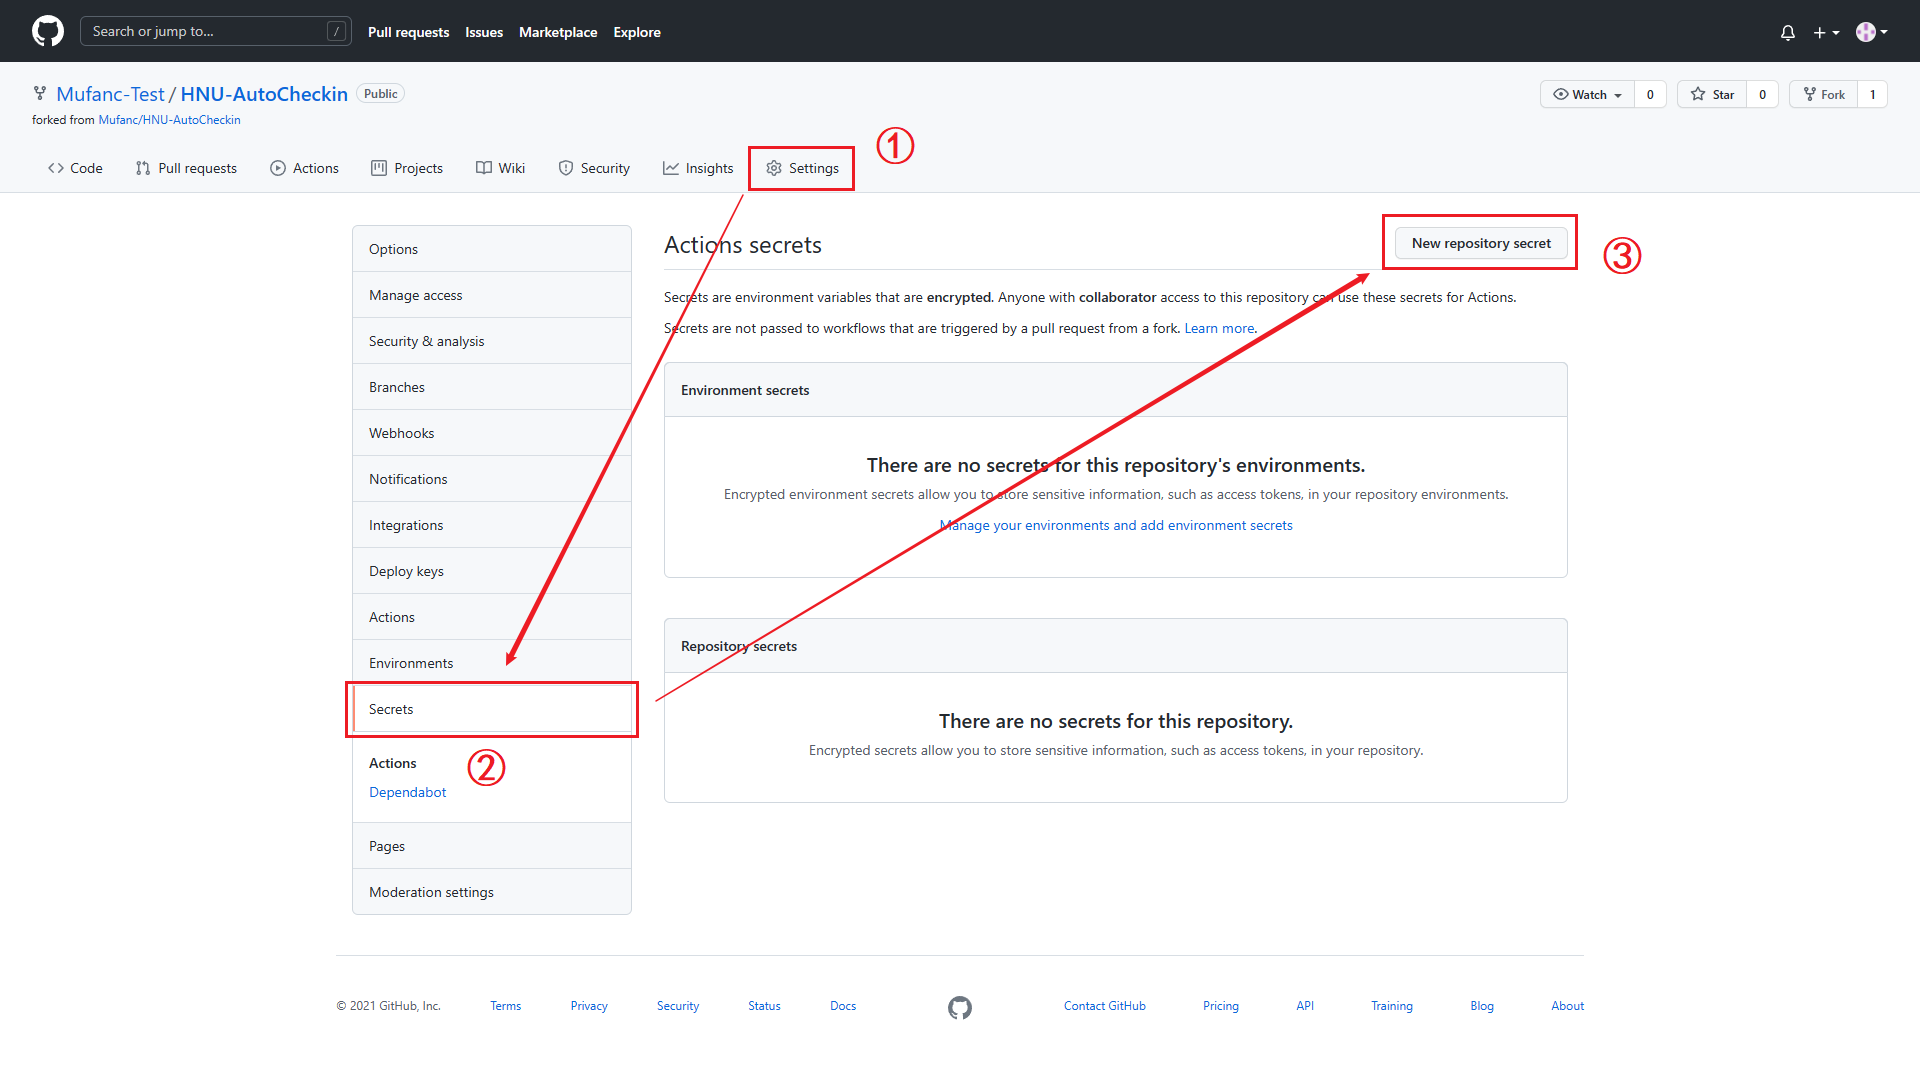 Search or jump to... /
Pull requests Issues Marketplace Explore
Mufanc-Test / HNU-AutoCheckin Public
Watch 0 Star 0 Fork 1
forked from Mufanc/HNU-AutoCheckin
Code Pull requests Actions Projects Wiki Security Insights Settings
①
Options
Manage access
Security & analysis
Branches
Webhooks
Notifications
Integrations
Deploy keys
Actions
Environments
Secrets
②
Actions
Dependabot
Pages
Moderation settings
Actions secrets
New repository secret
③
Secrets are environment variables that are encrypted. Anyone with collaborator access to this repository can use these secrets for Actions.
Secrets are not passed to workflows that are triggered by a pull request from a fork. Learn more.
Environment secrets
There are no secrets for this repository's environments.
Encrypted environment secrets allow you to store sensitive information, such as access tokens, in your repository environments.
Manage your environments and add environment secrets
Repository secrets
There are no secrets for this repository.
Encrypted secrets allow you to store sensitive information, such as access tokens, in your repository.
© 2021 GitHub, Inc. Terms Privacy Security Status Docs Contact GitHub Pricing API Training Blog About